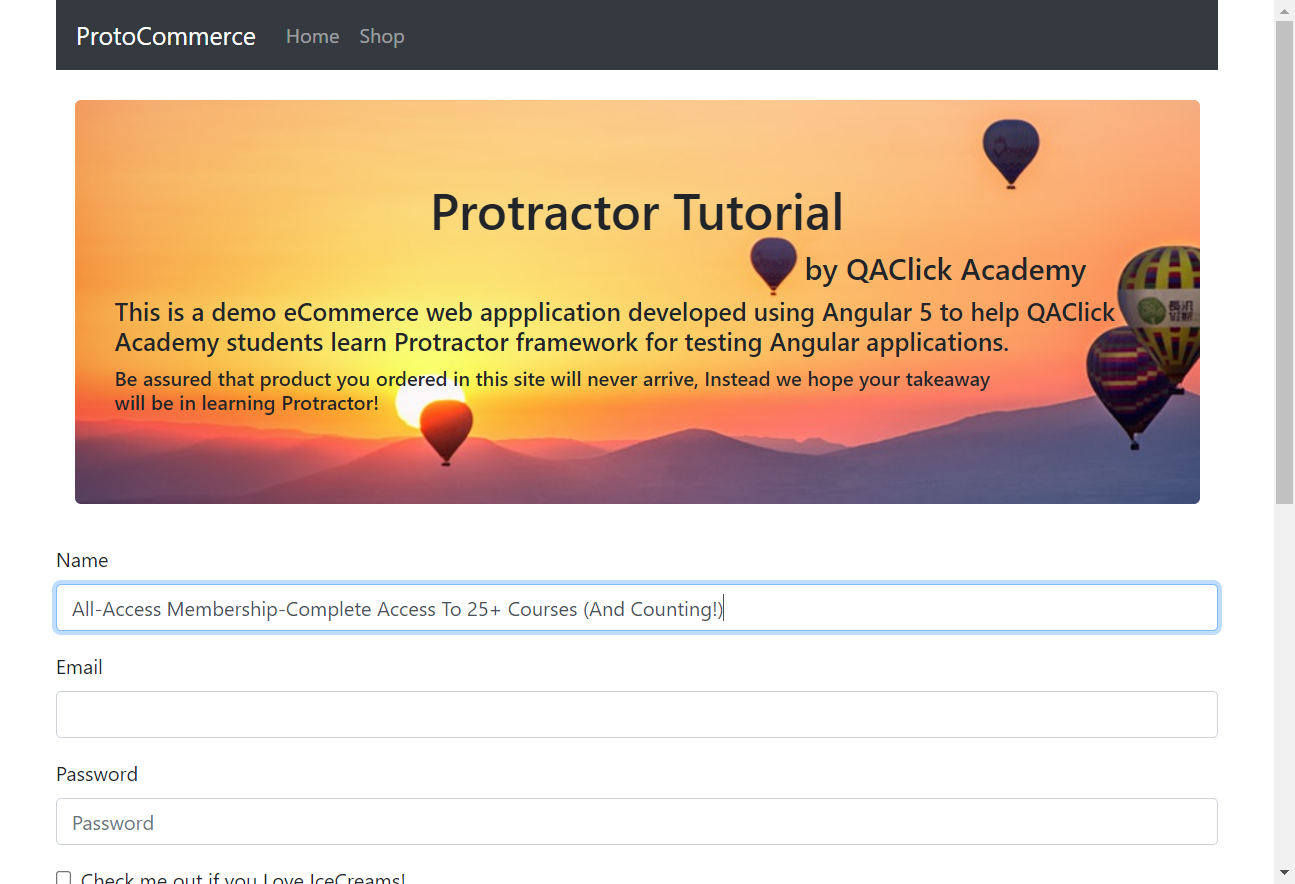 ProtoCommerce Home Shop
Protractor Tutorial
by QAClick Academy
This is a demo eCommerce web appplication developed using Angular 5 to help QAClick
Academy students learn Protractor framework for testing Angular applications.
Be assured that product you ordered in this site will never arrive, Instead we hope your takeaway
will be in learning Protractor!
Name
All-Access Membership-Complete Access To 25+ Courses (And Counting!)
Email
Password
Password
Check me out if you Love IceCreams!